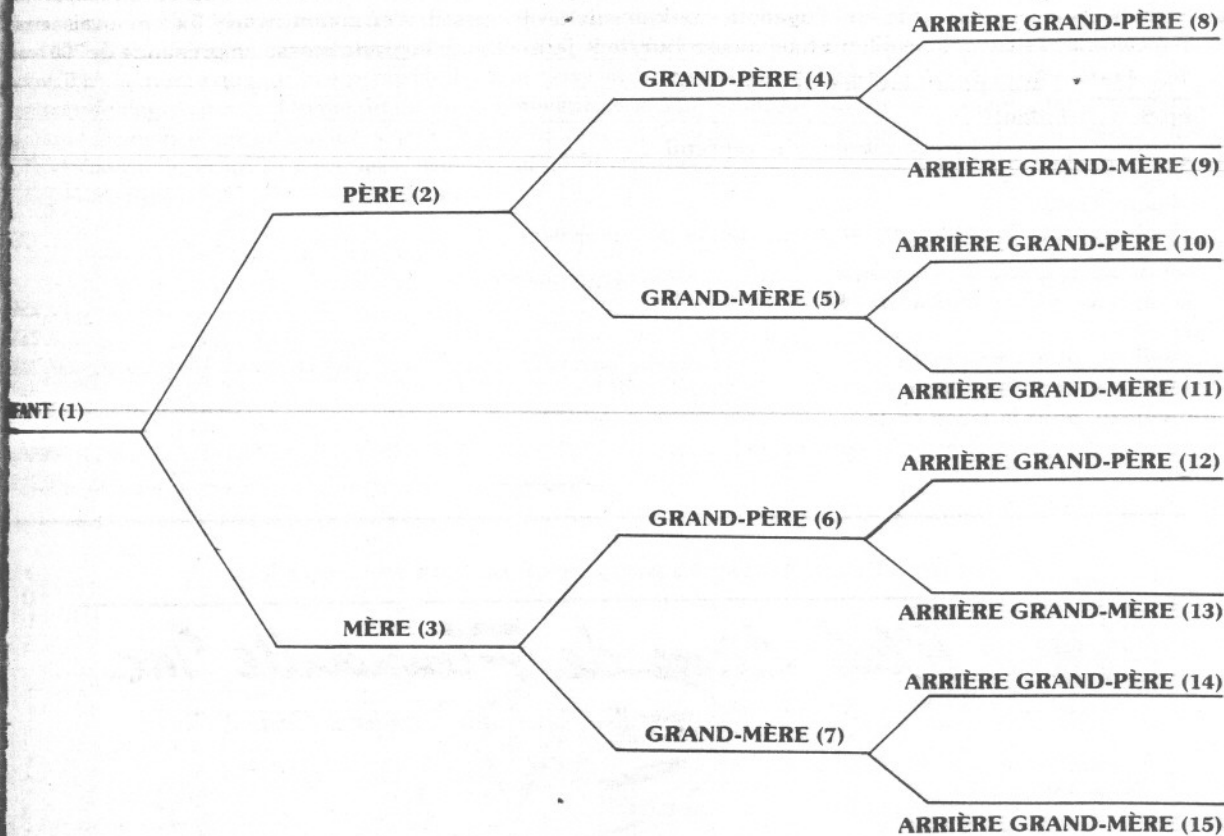 ARRIÈRE GRAND-PÈRE (8)
GRAND-PÈRE (4)
ARRIÈRE GRAND-MÈRE (9)
PÈRE (2)
ARRIÈRE GRAND-PÈRE (10)
GRAND-MÈRE (5)
ARRIÈRE GRAND-MÈRE (11)
ANT (1)
ARRIÈRE GRAND-PÈRE (12)
GRAND-PÈRE (6)
ARRIÈRE GRAND-MÈRE (13)
MÈRE (3)
ARRIÈRE GRAND-PÈRE (14)
GRAND-MÈRE (7)
ARRIÈRE GRAND-MÈRE (15)